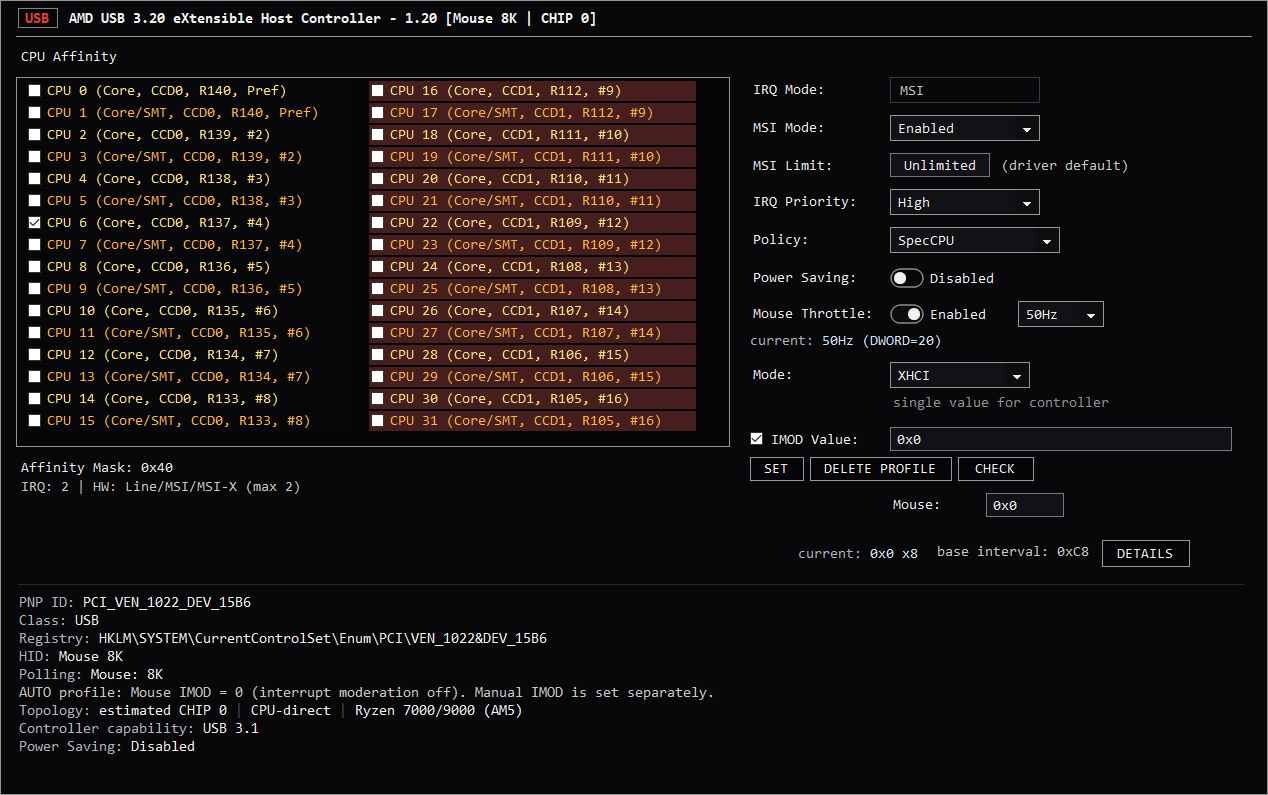 USB AMD USB 3.20 eXtensible Host Controller - 1.20 [Mouse 8K | CHIP 0]
CPU Affinity
CPU 0 (Core, CCD0, R140, Pref)
CPU 1 (Core/SMT, CCD0, R140, Pref)
CPU 2 (Core, CCD0, R139, #2)
CPU 3 (Core/SMT, CCD0, R139, #2)
CPU 4 (Core, CCD0, R138, #3)
CPU 5 (Core/SMT, CCD0, R138, #3)
CPU 6 (Core, CCD0, R137, #4)
CPU 7 (Core/SMT, CCD0, R137, #4)
CPU 8 (Core, CCD0, R136, #5)
CPU 9 (Core/SMT, CCD0, R136, #5)
CPU 10 (Core, CCD0, R135, #6)
CPU 11 (Core/SMT, CCD0, R135, #6)
CPU 12 (Core, CCD0, R134, #7)
CPU 13 (Core/SMT, CCD0, R134, #7)
CPU 14 (Core, CCD0, R133, #8)
CPU 15 (Core/SMT, CCD0, R133, #8)
CPU 16 (Core, CCD1, R112, #9)
CPU 17 (Core/SMT, CCD1, R112, #9)
CPU 18 (Core, CCD1, R111, #10)
CPU 19 (Core/SMT, CCD1, R111, #10)
CPU 20 (Core, CCD1, R110, #11)
CPU 21 (Core/SMT, CCD1, R110, #11)
CPU 22 (Core, CCD1, R109, #12)
CPU 23 (Core/SMT, CCD1, R109, #12)
CPU 24 (Core, CCD1, R108, #13)
CPU 25 (Core/SMT, CCD1, R108, #13)
CPU 26 (Core, CCD1, R107, #14)
CPU 27 (Core/SMT, CCD1, R107, #14)
CPU 28 (Core, CCD1, R106, #15)
CPU 29 (Core/SMT, CCD1, R106, #15)
CPU 30 (Core, CCD1, R105, #16)
CPU 31 (Core/SMT, CCD1, R105, #16)
Affinity Mask: 0x40
IRQ: 2 | HW: Line/MSI/MSI-X (max 2)
IRQ Mode: MSI
MSI Mode: Enabled
MSI Limit: Unlimited (driver default)
IRQ Priority: High
Policy: SpecCPU
Power Saving: Disabled
Mouse Throttle: Enabled 50Hz
current: 50Hz (DWORD=20)
Mode: XHCI
single value for controller
IMOD Value: 0x0
SET DELETE PROFILE CHECK
Mouse: 0x0
current: 0x0 x8 base interval: 0xC8 DETAILS
PNP ID: PCI_VEN_1022_DEV_15B6
Class: USB
Registry: HKLM\SYSTEM\CurrentControlSet\Enum\PCI\VEN_1022&DEV_15B6
HID: Mouse 8K
Polling: Mouse: 8K
AUTO profile: Mouse IMOD = 0 (interrupt moderation off). Manual IMOD is set separately.
Topology: estimated CHIP 0 | CPU-direct | Ryzen 7000/9000 (AM5)
Controller capability: USB 3.1
Power Saving: Disabled